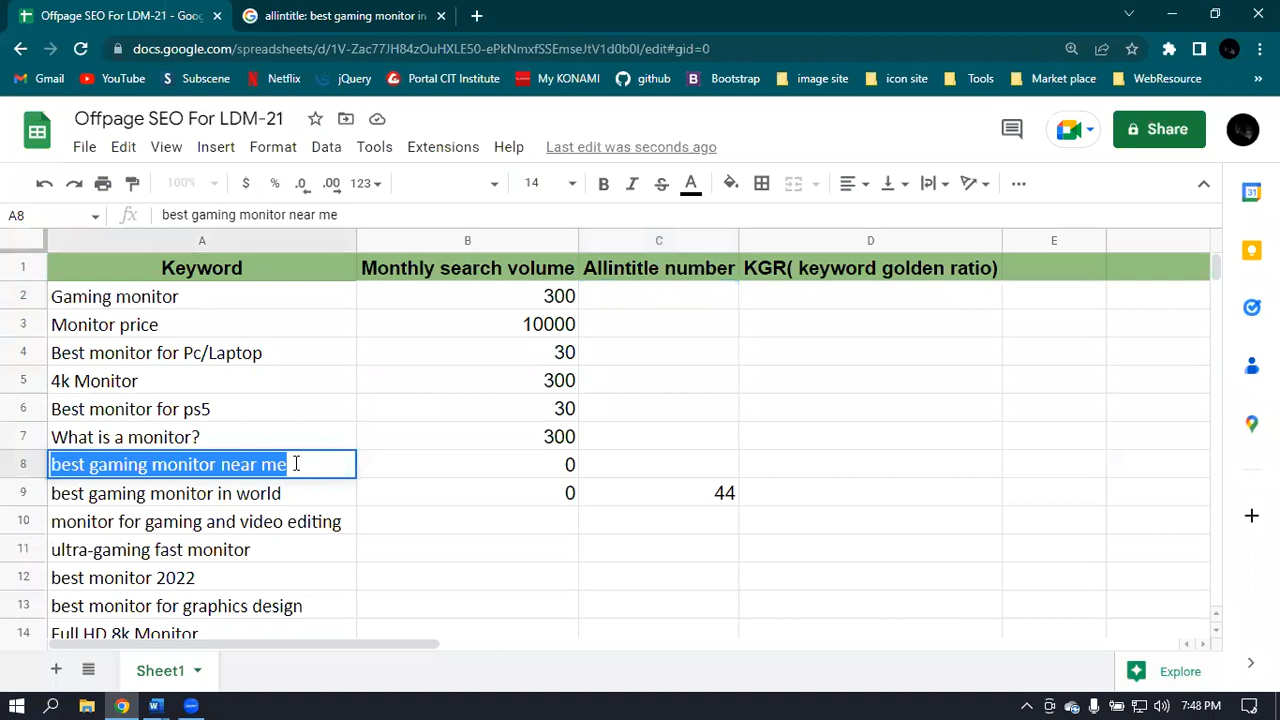 Offpage SEO For LDM-21 - Goog
allintitle: best gaming monitor in
docs.google.com/spreadsheets/d/1V-Zac77JH84zOuHXLE50-ePkNmxfSSEmseJtV1d0b0I/edit#gid=0
Gmail YouTube Subscene Netflix jQuery Portal CIT Institute My KONAMI github Bootstrap image site icon site Tools Market place WebResource »
Offpage SEO For LDM-21
Share
File Edit View Insert Format Data Tools Extensions Help Last edit was seconds ago
100% $ % .0 .00 123 14 B I S A
A8 fx best gaming monitor near me
A B C D E
1 Keyword Monthly search volume Allintitle number KGR( keyword golden ratio)
2 Gaming monitor 300
3 Monitor price 10000
4 Best monitor for Pc/Laptop 30
5 4k Monitor 300
6 Best monitor for ps5 30
7 What is a monitor? 300
8 best gaming monitor near me 0
9 best gaming monitor in world 0 44
10 monitor for gaming and video editing
11 ultra-gaming fast monitor
12 best monitor 2022
13 best monitor for graphics design
14 Full HD 8k Monitor
Sheet1
Explore
7:48 PM